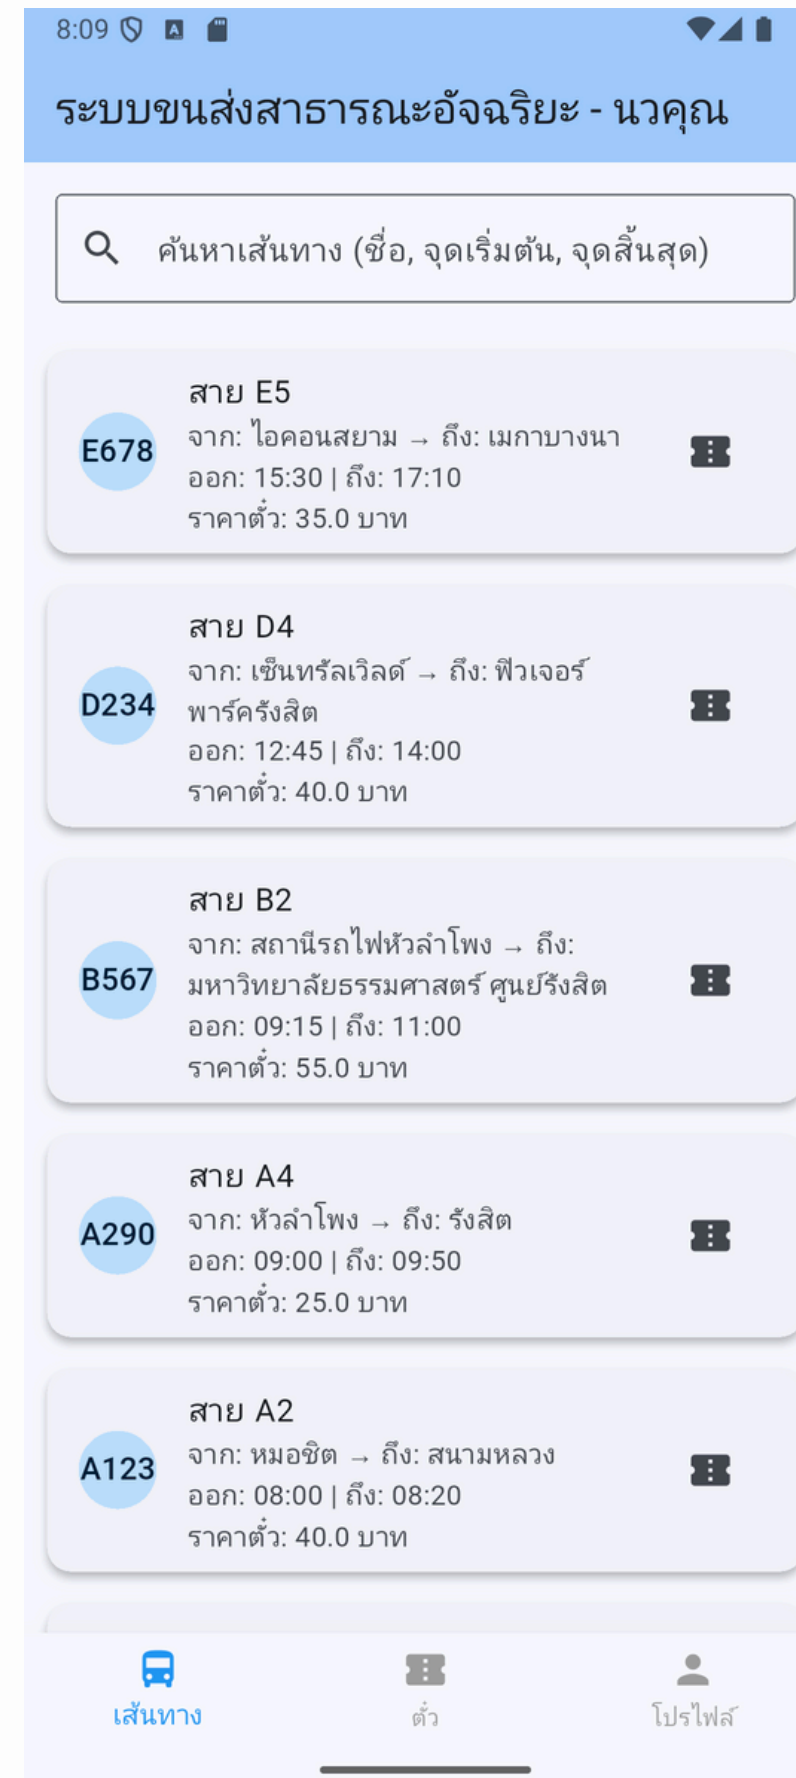 8:09
ระบบขนส่งสาธารณะอัจฉริยะ - นวคุณ
ค้นหาเส้นทาง (ชื่อ, จุดเริ่มต้น, จุดสิ้นสุด)
สาย E5
E678
จาก: ไอคอนสยาม → ถึง: เมกาบางนา
ออก: 15:30 | ถึง: 17:10
ราคาตั๋ว: 35.0 บาท
สาย D4
D234
จาก: เซ็นทรัลเวิลด์ → ถึง: ฟิวเจอร์
พาร์ครังสิต
ออก: 12:45 | ถึง: 14:00
ราคาตั๋ว: 40.0 บาท
สาย B2
B567
จาก: สถานีรถไฟหัวลำโพง → ถึง:
มหาวิทยาลัยธรรมศาสตร์ ศูนย์รังสิต
ออก: 09:15 | ถึง: 11:00
ราคาตั๋ว: 55.0 บาท
สาย A4
A290
จาก: หัวลำโพง → ถึง: รังสิต
ออก: 09:00 | ถึง: 09:50
ราคาตั๋ว: 25.0 บาท
สาย A2
A123
จาก: หมอชิต → ถึง: สนามหลวง
ออก: 08:00 | ถึง: 08:20
ราคาตั๋ว: 40.0 บาท
เส้นทาง
ตั๋ว
โปรไฟล์